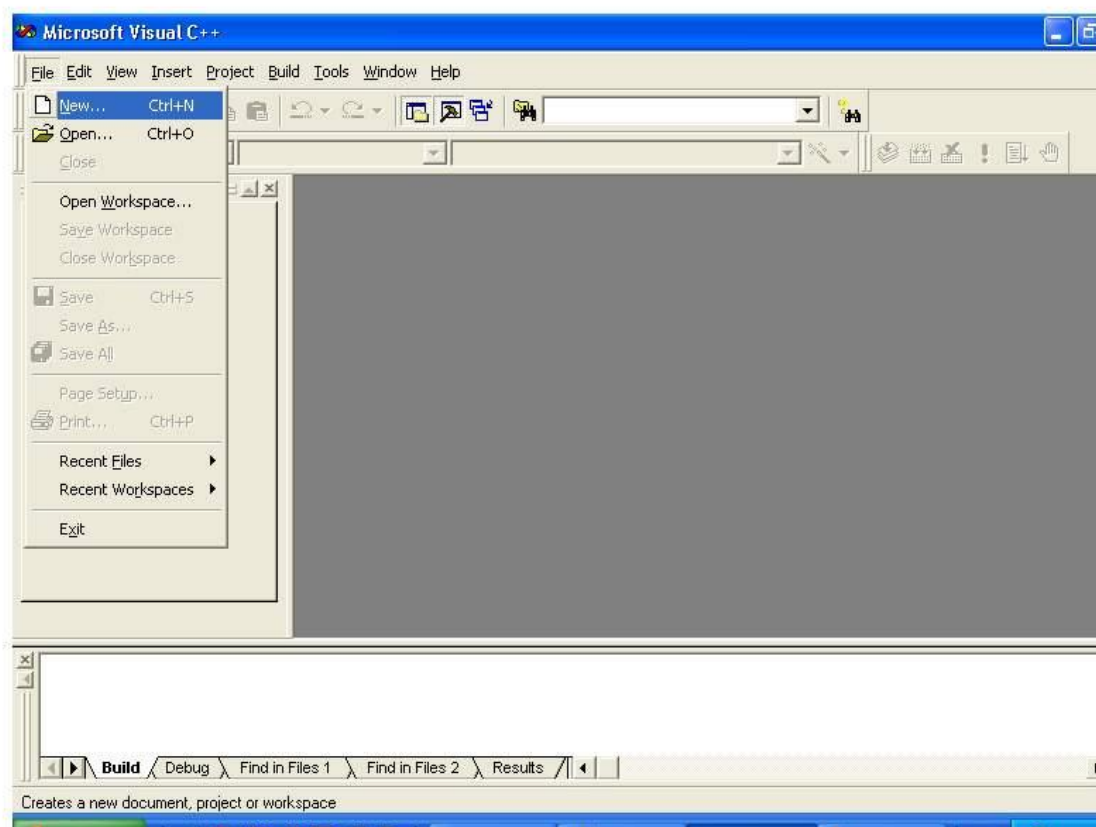 Microsoft Visual C++
File Edit View Insert Project Build Tools Window Help
New... Ctrl+N
Open... Ctrl+O
Close
Open Workspace...
Save Workspace
Close Workspace
Save Ctrl+S
Save As...
Save All
Page Setup...
Print... Ctrl+P
Recent Files
Recent Workspaces
Exit
Build Debug Find in Files 1 Find in Files 2 Results
Creates a new document, project or workspace